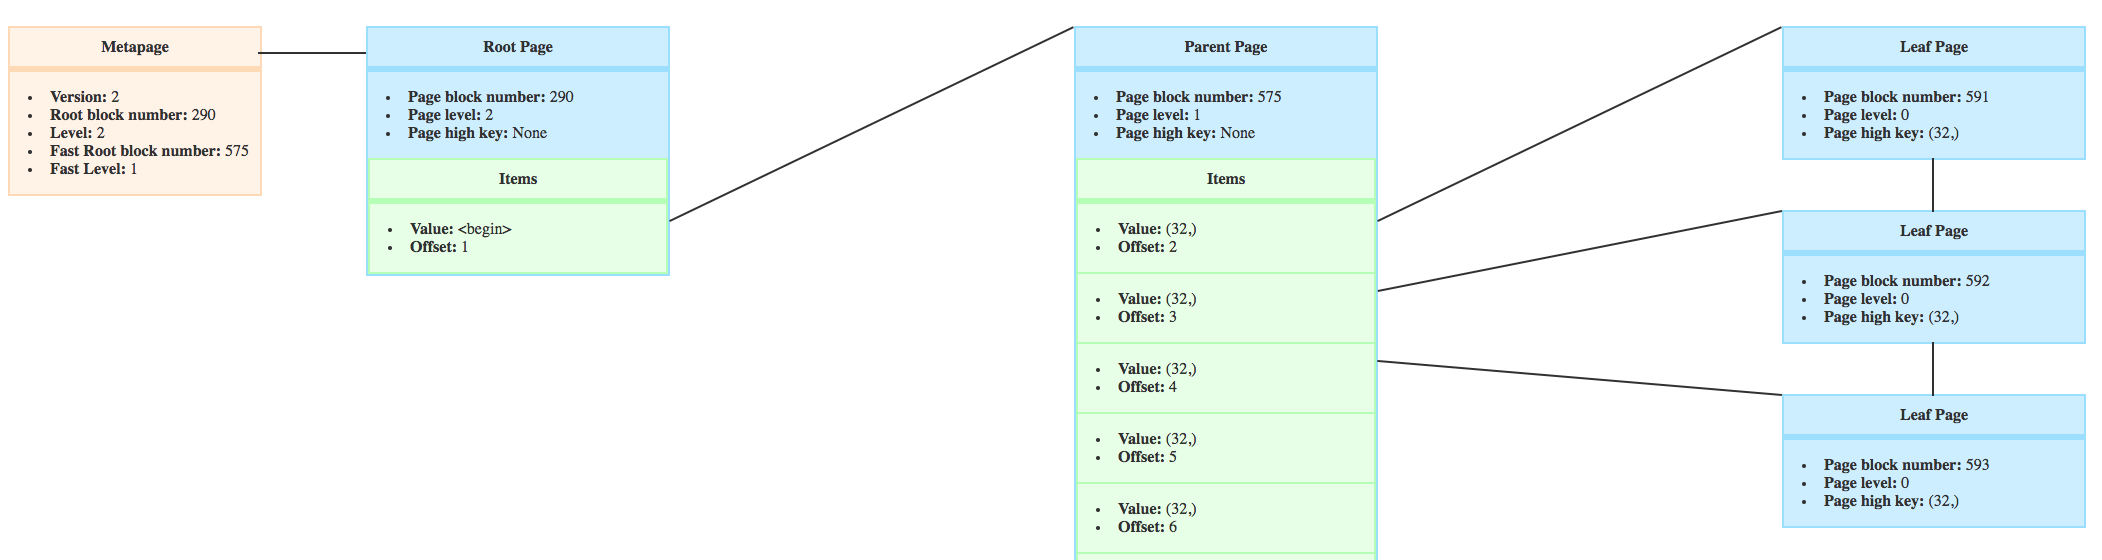 Metapage
Version: 2
Root block number: 290
Level: 2
Fast Root block number: 575
Fast Level: 1
Root Page
Page block number: 290
Page level: 2
Page high key: None
Items
Value: <begin>
Offset: 1
Parent Page
Page block number: 575
Page level: 1
Page high key: None
Items
Value: (32,)
Offset: 2
Value: (32,)
Offset: 3
Value: (32,)
Offset: 4
Value: (32,)
Offset: 5
Value: (32,)
Offset: 6
Leaf Page
Page block number: 591
Page level: 0
Page high key: (32,)
Leaf Page
Page block number: 592
Page level: 0
Page high key: (32,)
Leaf Page
Page block number: 593
Page level: 0
Page high key: (32,)